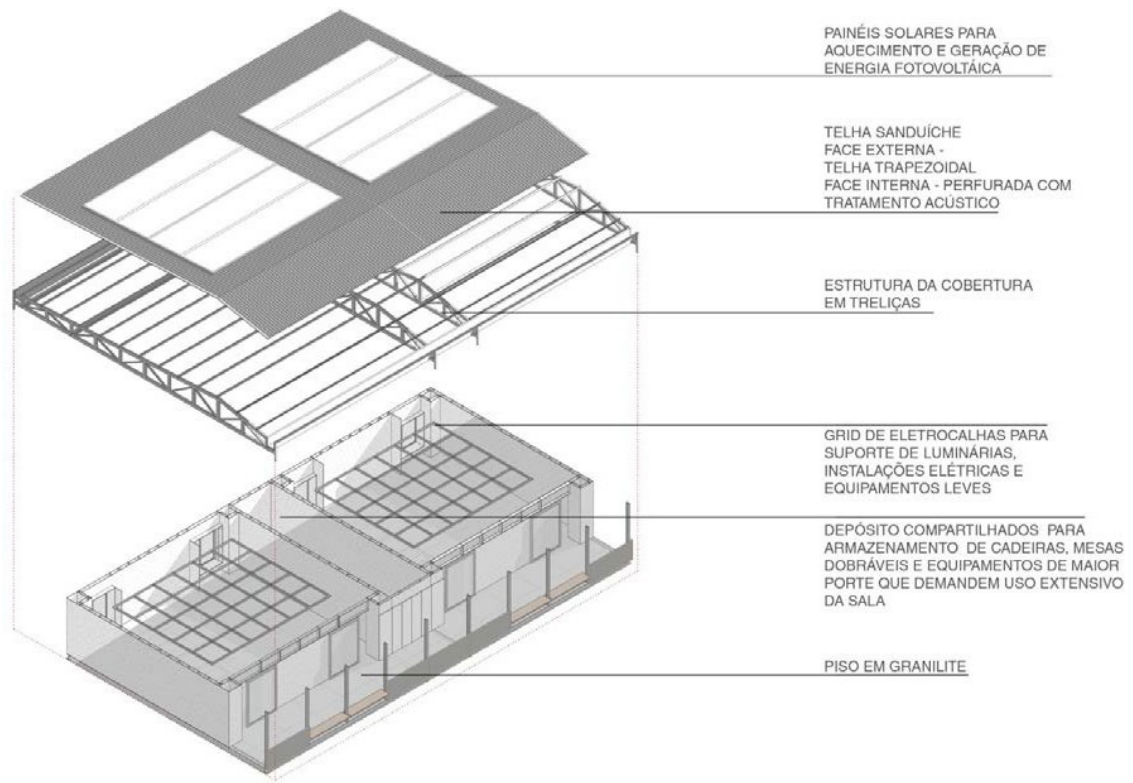 PAINÉIS SOLARES PARA
AQUECIMENTO E GERAÇÃO DE
ENERGIA FOTOVOLTÁICA
TELHA SANDUÍCHE
FACE EXTERNA -
TELHA TRAPEZOIDAL
FACE INTERNA - PERFURADA COM
TRATAMENTO ACÚSTICO
ESTRUTURA DA COBERTURA
EM TRELIÇAS
GRID DE ELETROCALHAS PARA
SUPORTE DE LUMINÁRIAS,
INSTALAÇÕES ELÉTRICAS E
EQUIPAMENTOS LEVES
DEPÓSITO COMPARTILHADOS PARA
ARMAZENAMENTO DE CADEIRAS, MESAS
DOBRÁVEIS E EQUIPAMENTOS DE MAIOR
PORTE QUE DEMANDEM USO EXTENSIVO
DA SALA
PISO EM GRANILITE